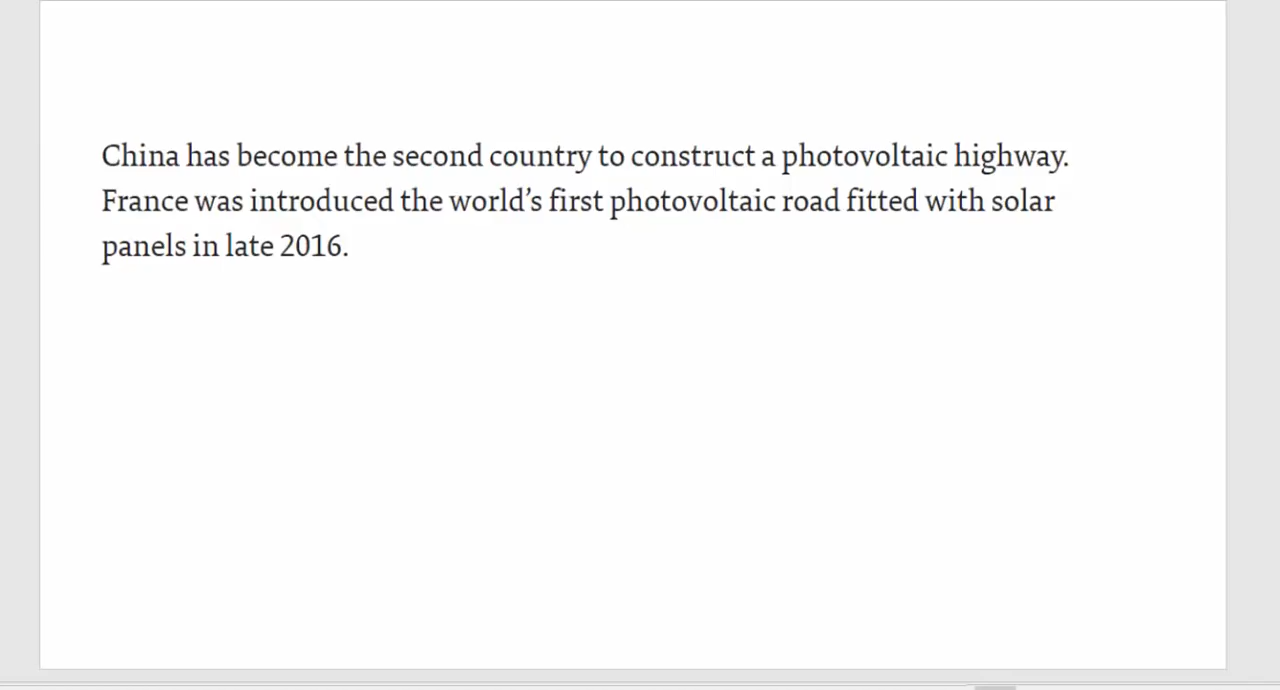 China has become the second country to construct a photovoltaic highway.
France was introduced the world’s first photovoltaic road fitted with solar
panels in late 2016.